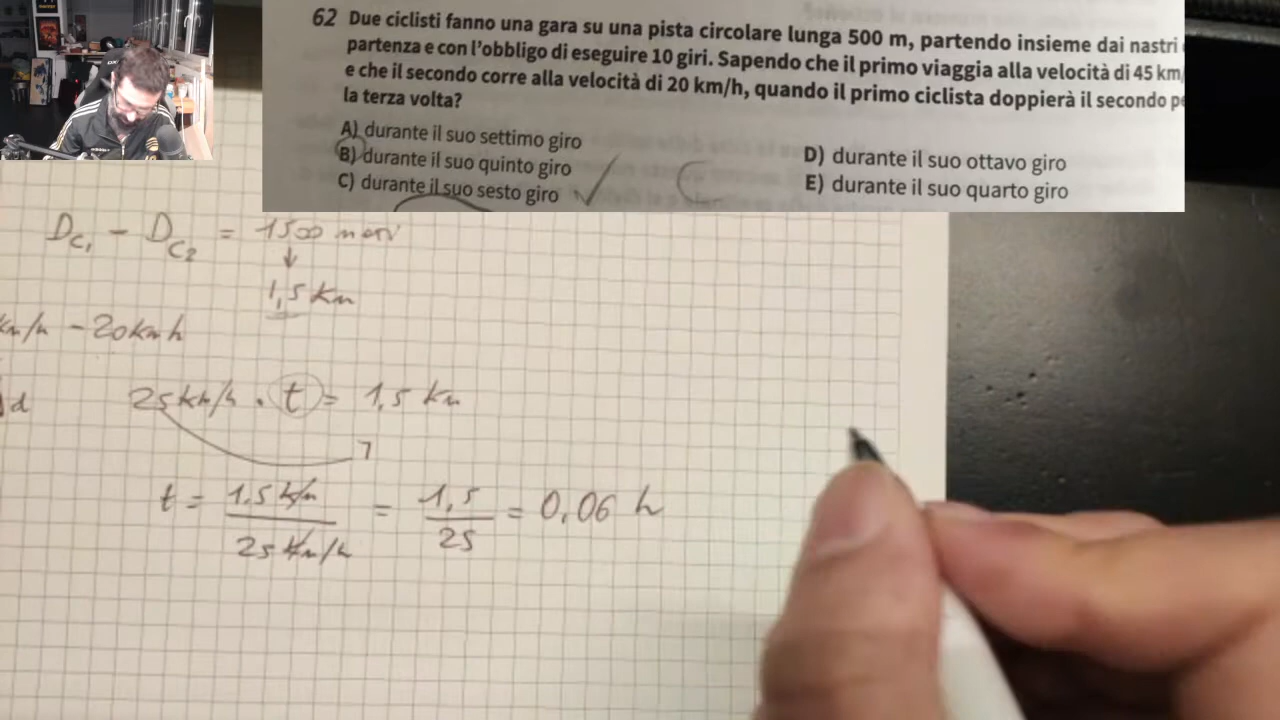 62 Due ciclisti fanno una gara su una pista circolare lunga 500 m, partendo insieme dai nastri
partenza e con l'obbligo di eseguire 10 giri. Sapendo che il primo viaggia alla velocità di 45 km/
e che il secondo corre alla velocità di 20 km/h, quando il primo ciclista doppierà il secondo pe
la terza volta?
A) durante il suo settimo giro
B) durante il suo quinto giro
C) durante il suo sesto giro
D) durante il suo ottavo giro
E) durante il suo quarto giro
DC1 - DC2 = 1500 metri
↓
1,5 Km
Km/h - 20 Km h
d 25 Km/h . t = 1,5 Km
t = 1.5 Km / 25 Km/h = 1,5 / 25 = 0,06 h